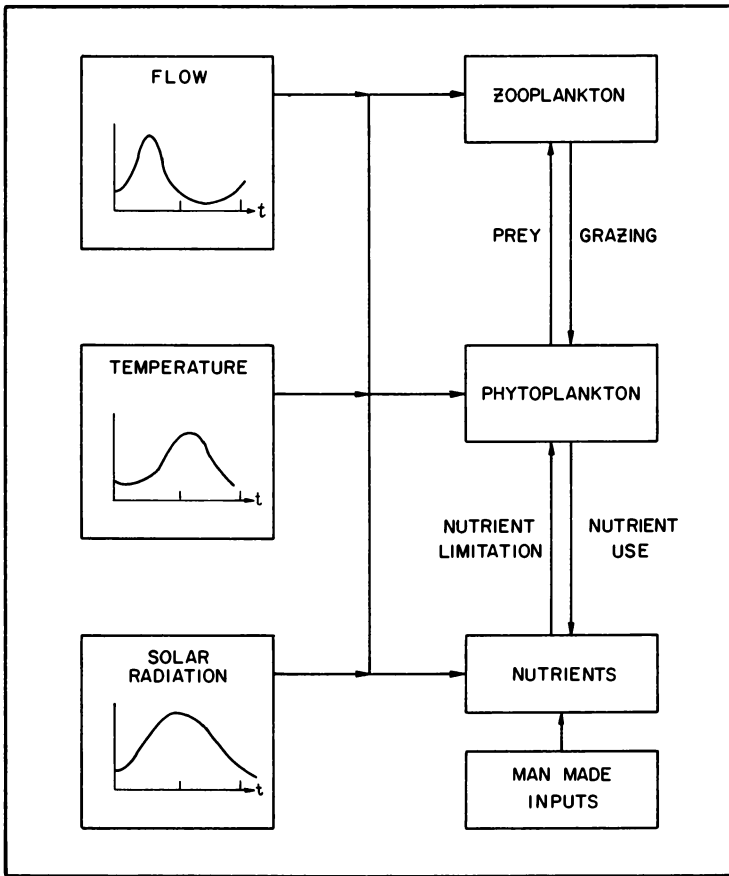 FLOW
t
ZOOPLANKTON
PREY
GRAZING
TEMPERATURE
t
PHYTOPLANKTON
NUTRIENT
LIMITATION
NUTRIENT
USE
SOLAR
RADIATION
t
NUTRIENTS
MAN MADE
INPUTS